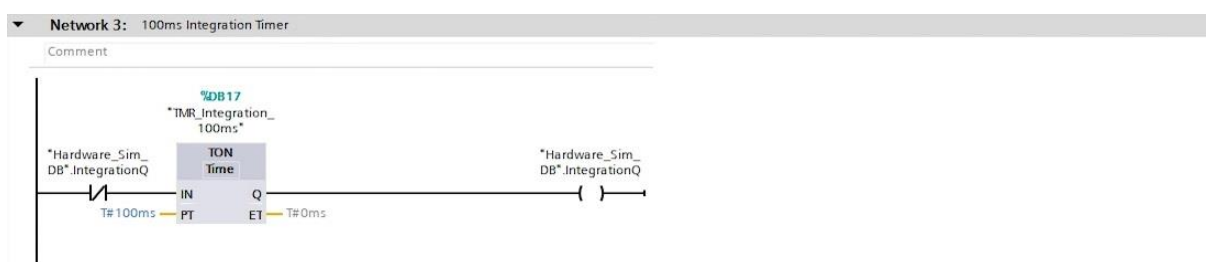 Network 3: 100ms Integration Timer
Comment
%DB17
"TMR_Integration_
100ms"
"Hardware_Sim_
DB".IntegrationQ
TON
Time
"Hardware_Sim_
DB".IntegrationQ
IN
Q
T#100ms
PT
ET
T#0ms